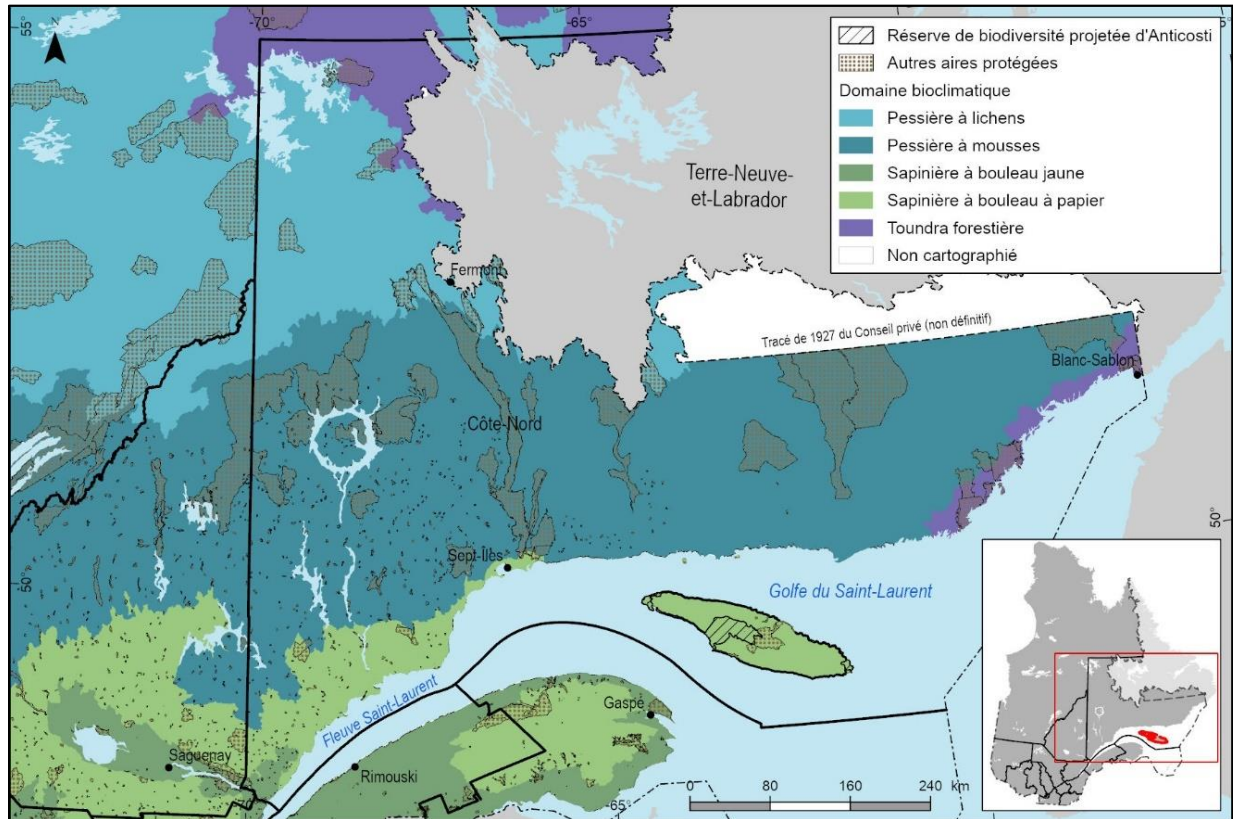 55°
-70°
-65°
5°
N
Réserve de biodiversité projetée d'Anticosti
Autres aires protégées
Domaine bioclimatique
Pessière à lichens
Pessière à mousses
Sapinière à bouleau jaune
Sapinière à bouleau à papier
Toundra forestière
Non cartographié
Terre-Neuve-
et-Labrador
Fermont
Tracé de 1927 du Conseil privé (non définitif)
Blanc-Sablon
Côte-Nord
50°
Sept-Îles
50°
Golfe du Saint-Laurent
Fleuve Saint-Laurent
Gaspé
Saguenay
Rimouski
-70°
-65°
km
0 80 160 240